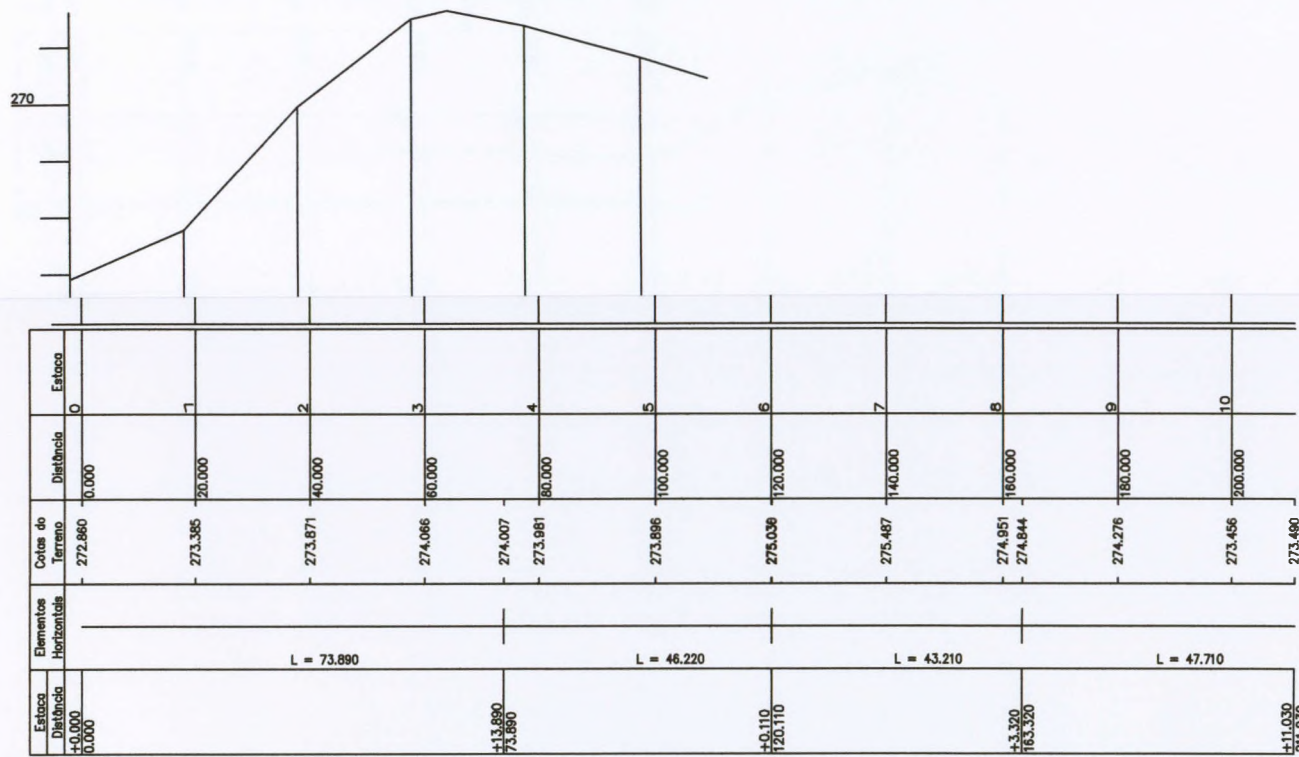 270
Estaca 0 1 2 3 4 5 6 7 8 9 10
Distância 0.000 20.000 40.000 60.000 80.000 100.000 120.000 140.000 160.000 180.000 200.000
Cotas do
Terreno 272.860 273.385 273.871 274.066 274.007 273.981 273.896 275.487 274.951 274.844 274.276 273.456 273.490
Elementos
Horizontais
L = 73.890 L = 46.220 L = 43.210 L = 47.710
Estaca +0.000 +13.890 +0.110 +3.320 +11.030
Distância 0.000 73.890 120.110 163.320